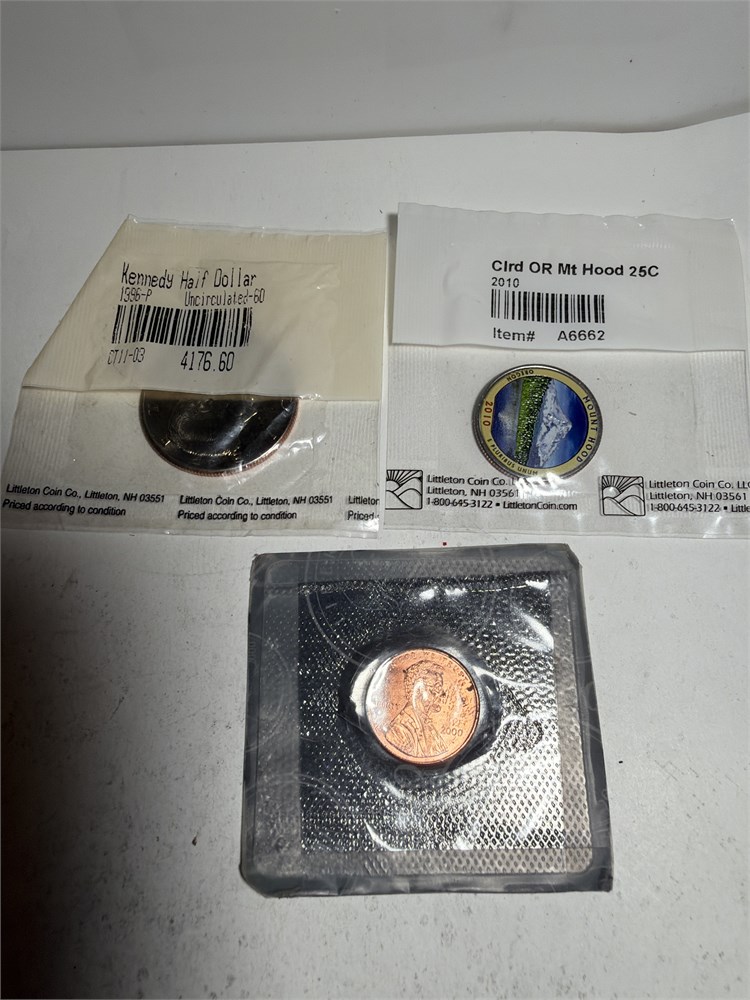 Kennedy Half Dollar
1996-P Uncirculated-60
CT11-03 4176.60
Littleton Coin Co., Littleton, NH 03551
Priced according to condition
Littleton Coin Co., Littleton, NH 03551
Priced according to condition
Littleton
Priced
Clrd OR Mt Hood 25C
2010
Item# A6662
OREGON
2010
MOUNT HOOD
Littleton Coin Co.
Littleton, NH 03561
1-800-645-3122 • LittletonCoin.com
Littleton Coin Co. LLC
Littleton, NH 03561
1-800-645-3122 • Little
2000